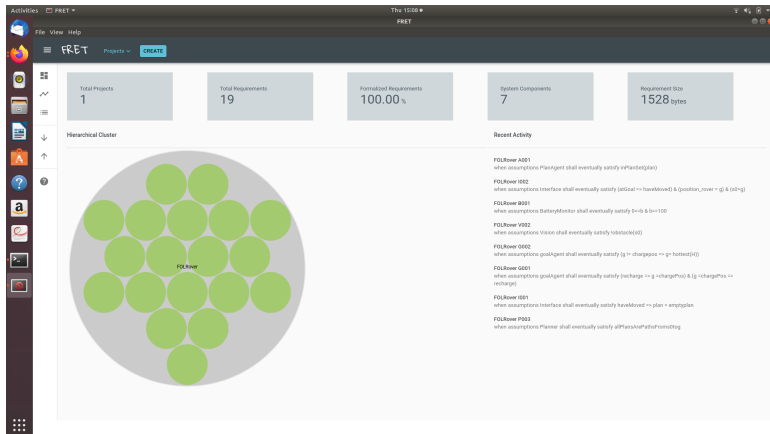 Activities
FRET
Thu 15:08
FRET
File View Help
FRET
Projects
CREATE
Total Projects
1
Total Requirements
19
Formalized Requirements
100.00 %
System Components
7
Requirement Size
1528 bytes
Hierarchical Cluster
FOLRover
Recent Activity
FOLRover A001
when assumptions PlanAgent shall eventually satisfy inPlanSet(plan)
FOLRover I002
when assumptions Interface shall eventually satisfy (atGoal => haveMoved) & (position_rover = g) & (s0=g)
FOLRover B001
when assumptions BatteryMonitor shall eventually satisfy 0<=b & b<=100
FOLRover V002
when assumptions Vision shall eventually satisfy !obstacle(s0)
FOLRover G002
when assumptions goalAgent shall eventually satisfy (g != chargepos => g= hottest(H))
FOLRover G001
when assumptions goalAgent shall eventually satisfy (recharge => g =chargePos) & (g =chargePos =>
recharge)
FOLRover I001
when assumptions Interface shall eventually satisfy haveMoved => plan = emptyplan
FOLRover P003
when assumptions Planner shall eventually satisfy allPlansArePathsFroms0tog